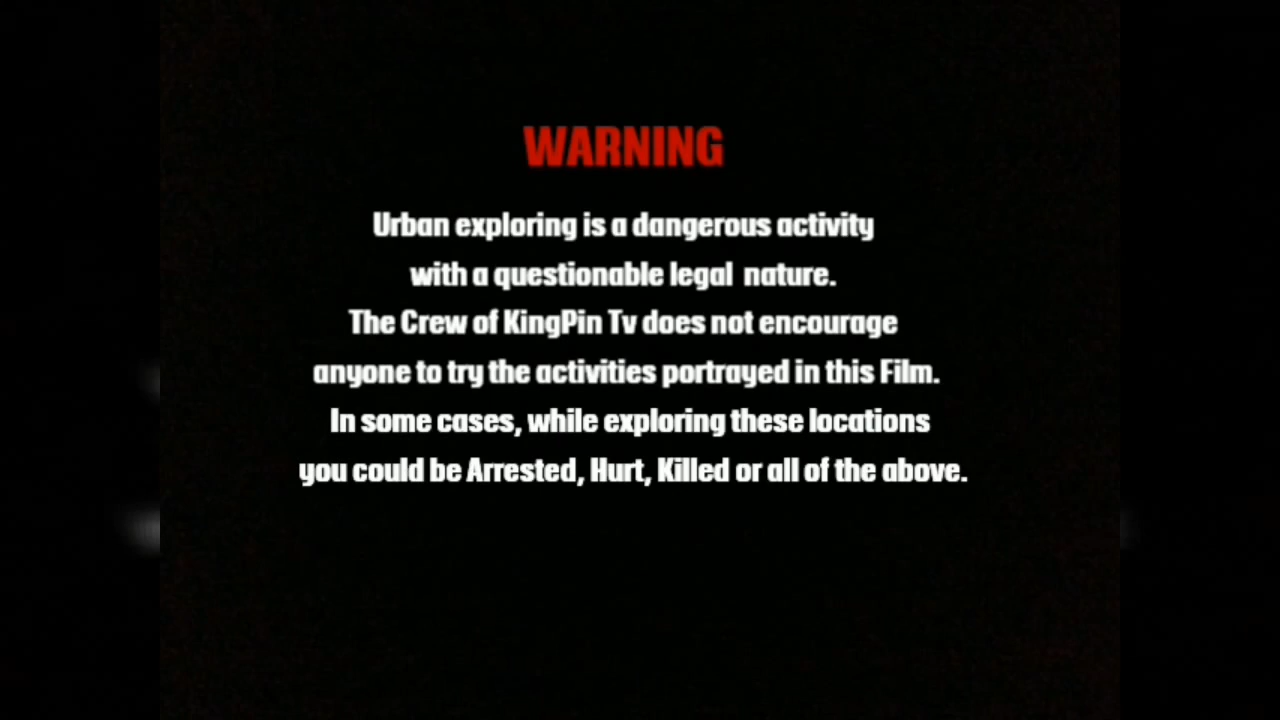 WARNING
Urban exploring is a dangerous activity
with a questionable legal nature.
The Crew of KingPin Tv does not encourage
anyone to try the activities portrayed in this Film.
In some cases, while exploring these locations
you could be Arrested, Hurt, Killed or all of the above.